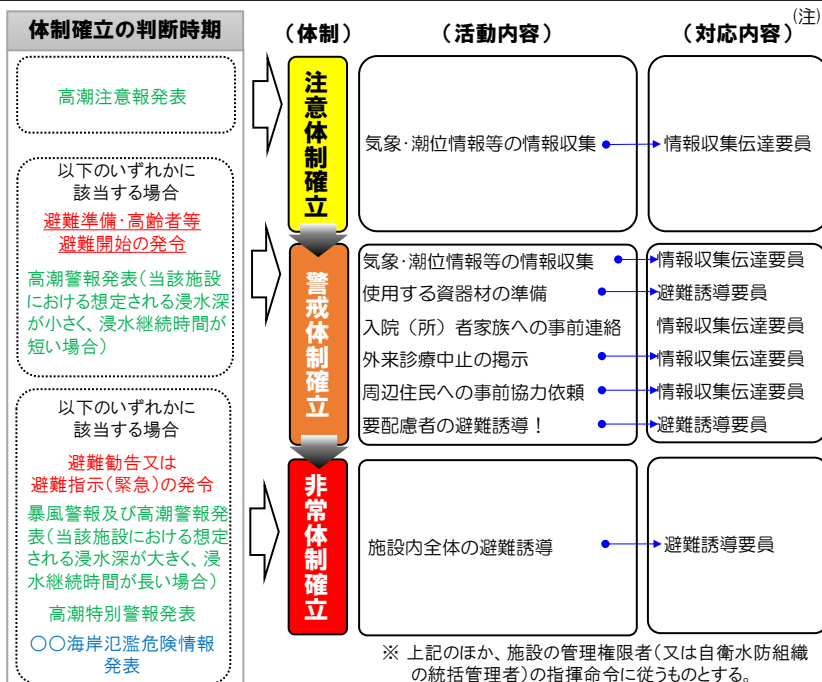 体制確立の判断時期
(体制)
(活動内容)
(対応内容)
(注)
高潮注意報発表
注意体制確立
気象・潮位情報等の情報収集
情報収集伝達要員
以下のいずれかに
該当する場合
避難準備・高齢者等
避難開始の発令
高潮警報発表(当該施設
における想定される浸水深
が小さく、浸水継続時間が
短い場合)
警戒体制確立
気象・潮位情報等の情報収集
情報収集伝達要員
使用する資器材の準備
避難誘導要員
入院(所)者家族への事前連絡
情報収集伝達要員
外来診療中止の掲示
情報収集伝達要員
周辺住民への事前協力依頼
情報収集伝達要員
要配慮者の避難誘導!
避難誘導要員
以下のいずれかに
該当する場合
避難勧告又は
避難指示(緊急)の発令
暴風警報及び高潮警報発
表(当該施設における想定
される浸水深が大きく、浸
水継続時間が長い場合)
高潮特別警報発表
〇〇海岸氾濫危険情報
発表
非常体制確立
施設内全体の避難誘導
避難誘導要員
※ 上記のほか、施設の管理権限者(又は自衛水防組織
の統括管理者)の指揮命令に従うものとする。